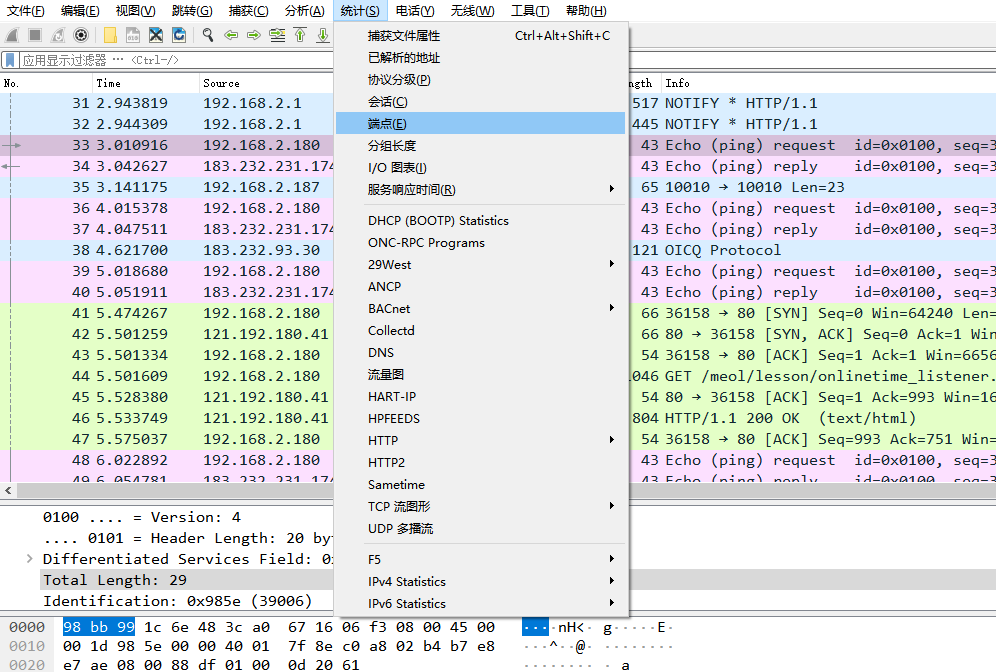 文件(F) 编辑(E) 视图(V) 跳转(G) 捕获(C) 分析(A) 统计(S) 电话(Y) 无线(W) 工具(T) 帮助(H)
应用显示过滤器 … <Ctrl-/>
捕获文件属性 Ctrl+Alt+Shift+C
已解析的地址
协议分级(P)
会话(C)
端点(E)
分组长度
I/O 图表(I)
服务响应时间(R)
DHCP (BOOTP) Statistics
ONC-RPC Programs
29West
ANCP
BACnet
Collectd
DNS
流量图
HART-IP
HPFEEDS
HTTP
HTTP2
Sametime
TCP 流图形
UDP 多播流
F5
IPv4 Statistics
IPv6 Statistics
No. Time Source ngth Info
31 2.943819 192.168.2.1 517 NOTIFY * HTTP/1.1
32 2.944309 192.168.2.1 445 NOTIFY * HTTP/1.1
33 3.010916 192.168.2.180 43 Echo (ping) request id=0x0100, seq=3
34 3.042627 183.232.231.174 43 Echo (ping) reply id=0x0100, seq=3
35 3.141175 192.168.2.187 65 10010 → 10010 Len=23
36 4.015378 192.168.2.180 43 Echo (ping) request id=0x0100, seq=3
37 4.047511 183.232.231.174 43 Echo (ping) reply id=0x0100, seq=3
38 4.621700 183.232.93.30 121 OICQ Protocol
39 5.018680 192.168.2.180 43 Echo (ping) request id=0x0100, seq=3
40 5.051911 183.232.231.174 43 Echo (ping) reply id=0x0100, seq=3
41 5.474267 192.168.2.180 66 36158 → 80 [SYN] Seq=0 Win=64240 Len=
42 5.501259 121.192.180.41 66 80 → 36158 [SYN, ACK] Seq=0 Ack=1 Win
43 5.501334 192.168.2.180 54 36158 → 80 [ACK] Seq=1 Ack=1 Win=6656
44 5.501609 192.168.2.180 1046 GET /meol/lesson/onlinetime_listener.
45 5.528380 121.192.180.41 54 80 → 36158 [ACK] Seq=1 Ack=993 Win=16
46 5.533749 121.192.180.41 804 HTTP/1.1 200 OK (text/html)
47 5.575037 192.168.2.180 54 36158 → 80 [ACK] Seq=993 Ack=751 Win=
48 6.022892 192.168.2.180 43 Echo (ping) request id=0x0100, seq=3
49 6.054781 183.232.231.174 43 Echo (ping) reply id=0x0100, seq=3
0100 .... = Version: 4
.... 0101 = Header Length: 20 by
Differentiated Services Field: 0
Total Length: 29
Identification: 0x985e (39006)
0000 98 bb 99 1c 6e 48 3c a0 67 16 06 f3 08 00 45 00 ···nH<· g·····E·
0010 00 1d 98 5e 00 00 40 01 7f 8e c0 a8 02 b4 b7 e8 ···^··@· ········
0020 e7 ae 08 00 88 df 01 00 0d 20 61 ········ · a